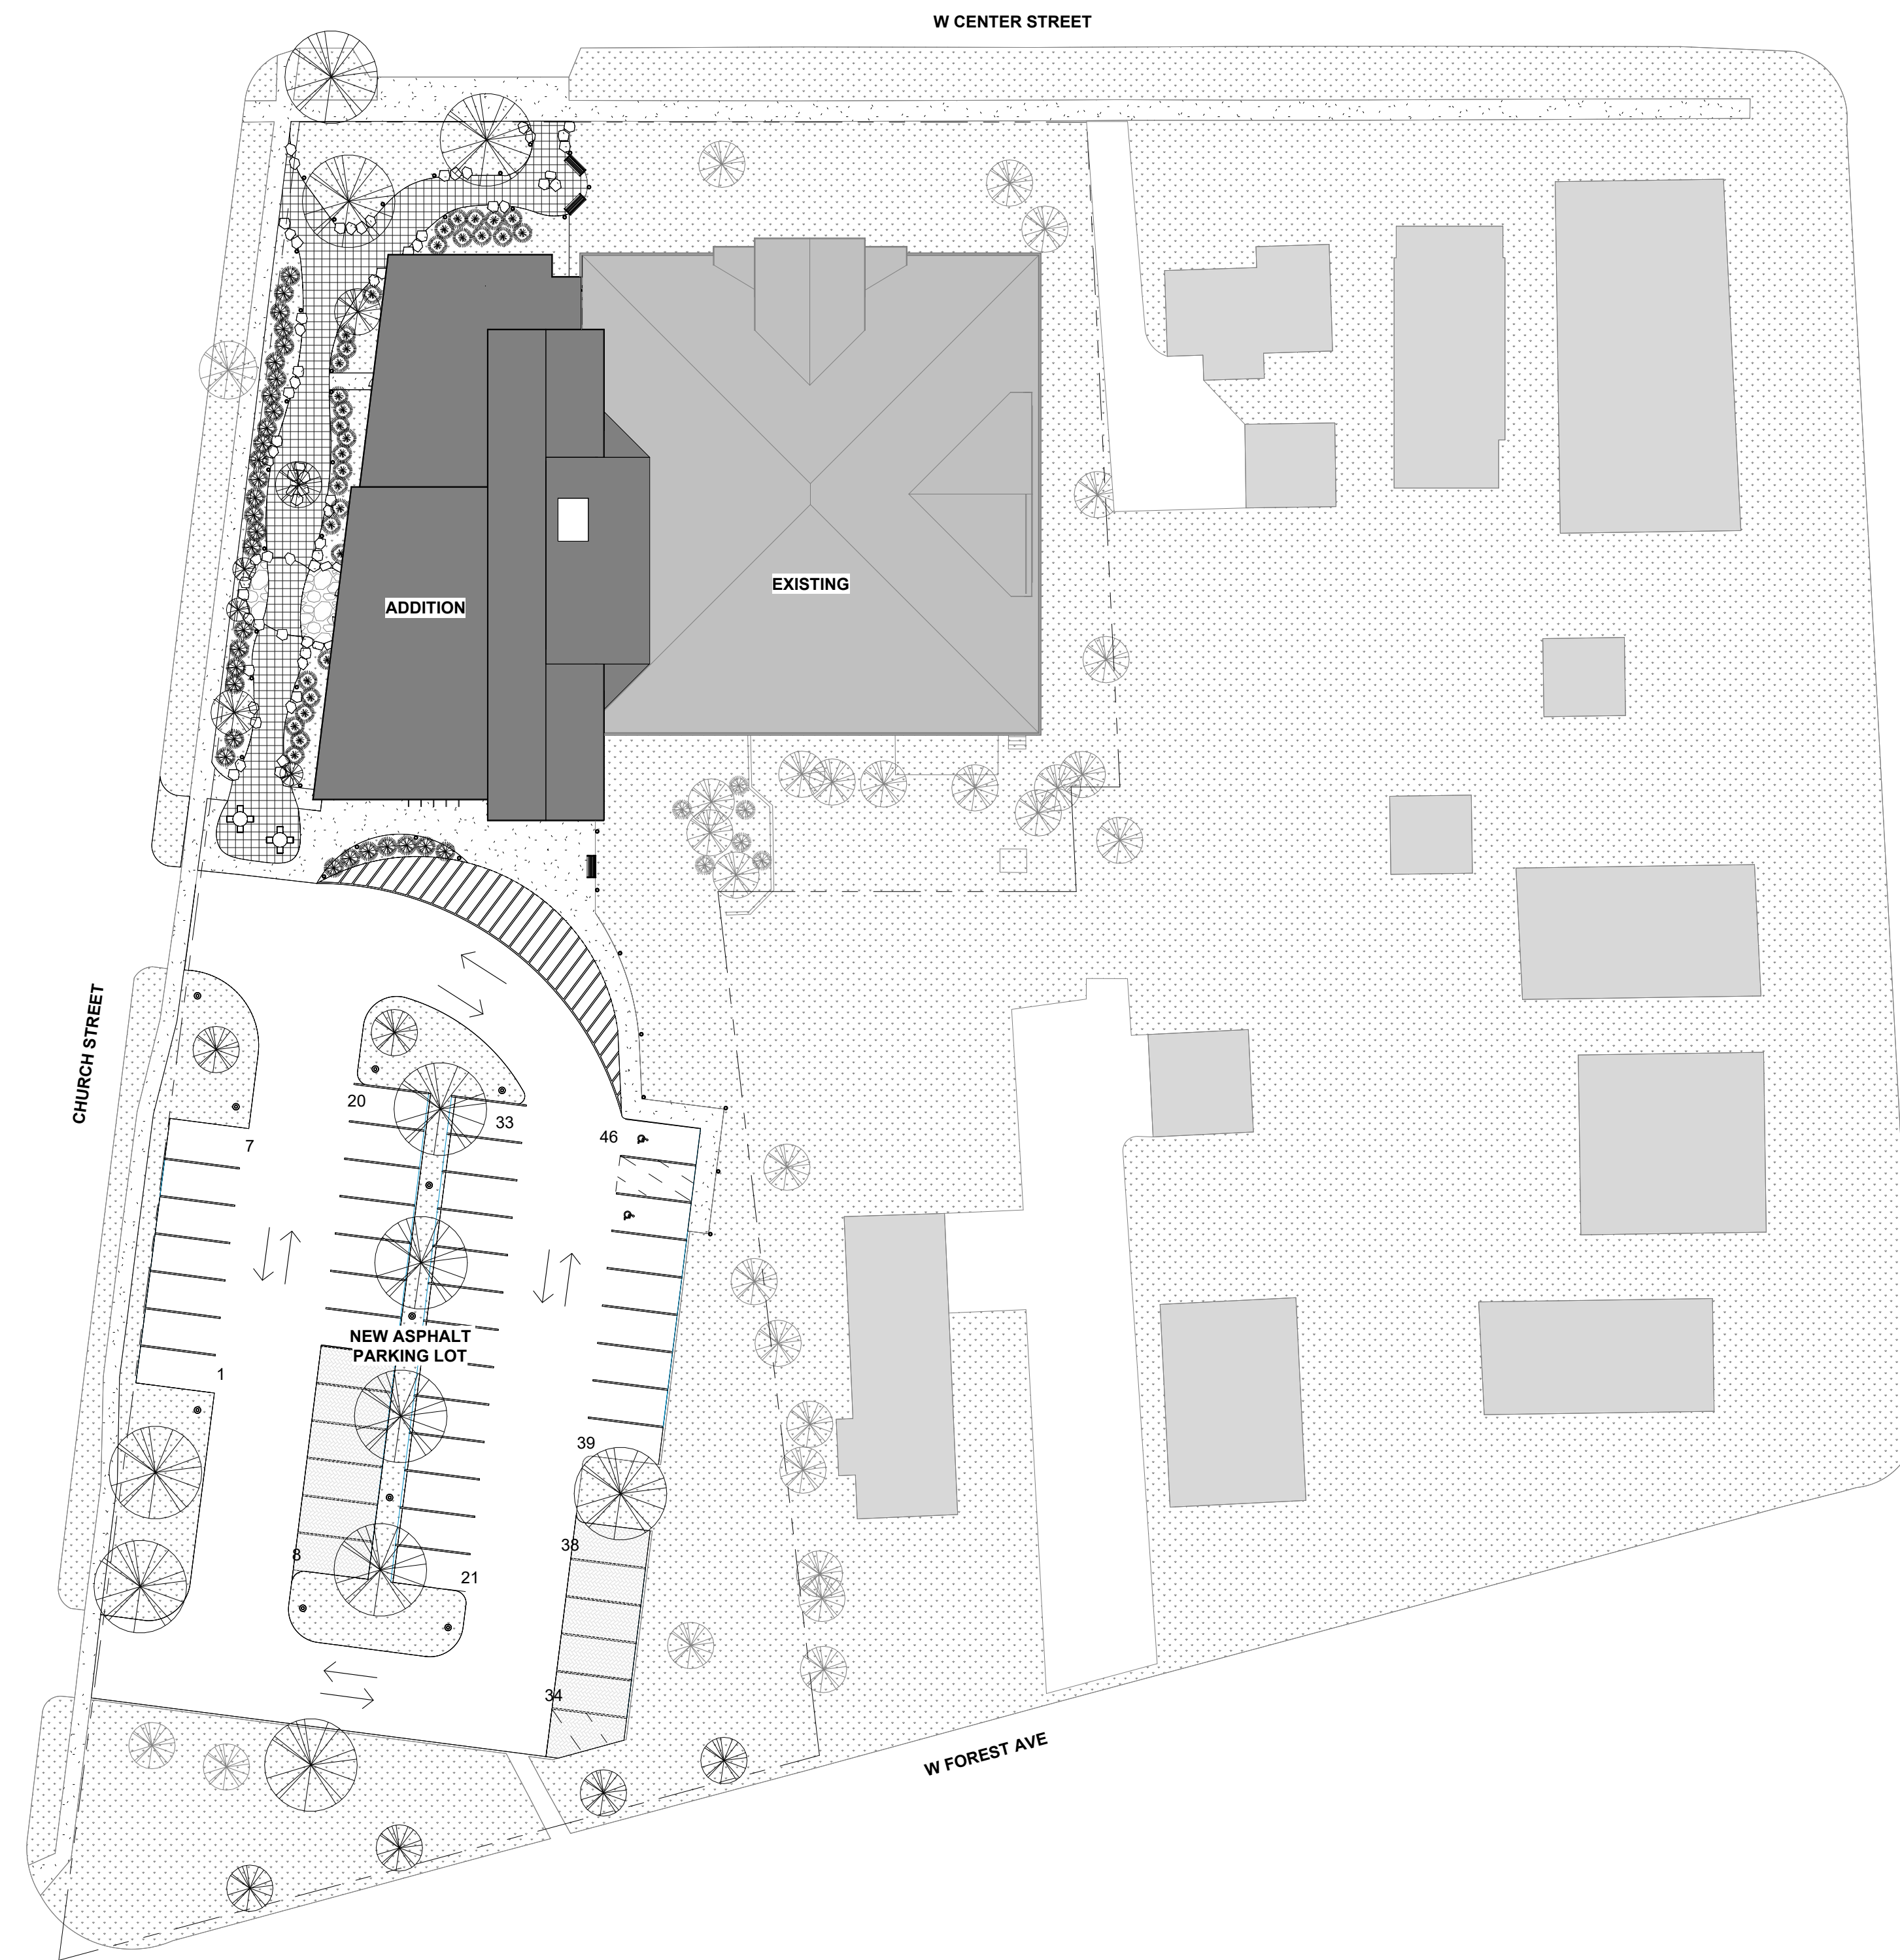 W CENTER STREET
EXISTING
ADDITION
CHURCH STREET
20
33
46
7
NEW ASPHALT
PARKING LOT
1
39
38
8
21
34
W FOREST AVE